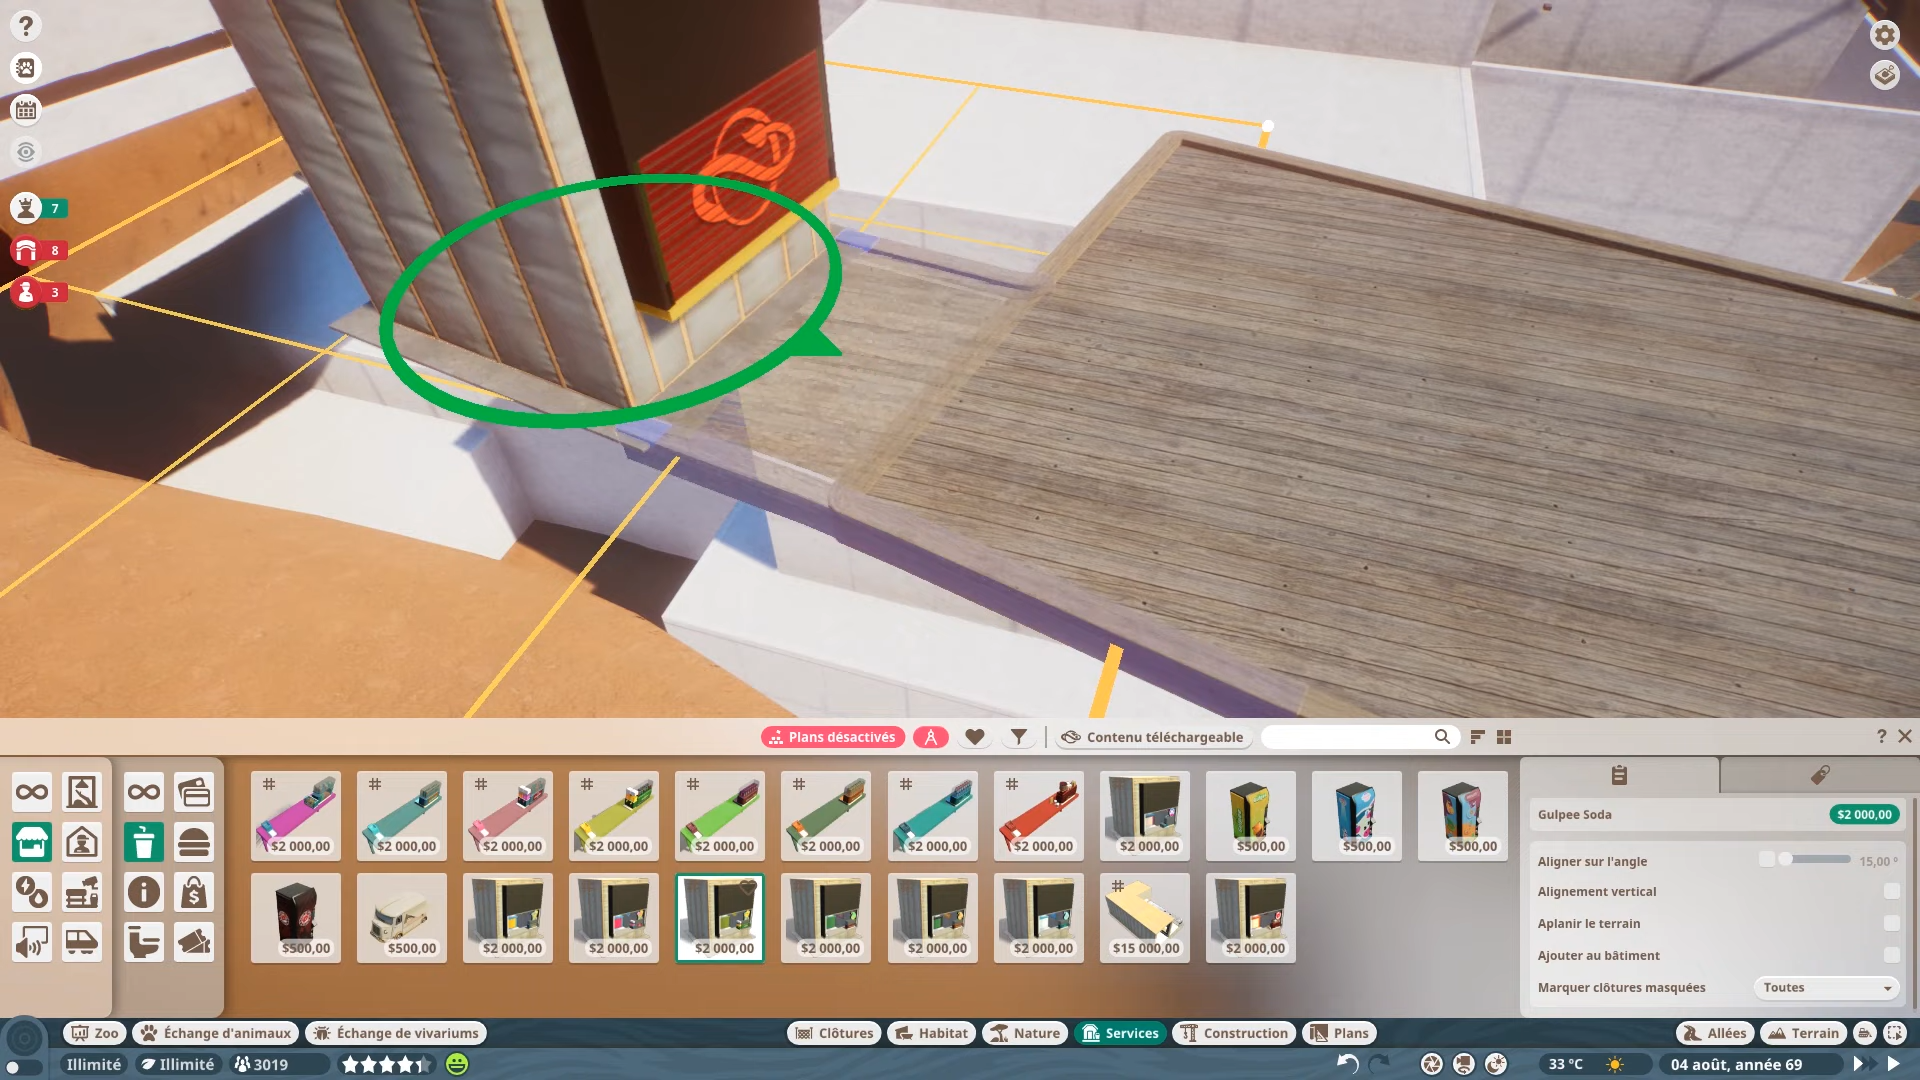 ?
7
8
3
Plans désactivés
Contenu téléchargeable
?
# $2 000,00
# $2 000,00
# $2 000,00
# $2 000,00
# $2 000,00
# $2 000,00
# $2 000,00
# $2 000,00
$2 000,00
$500,00
$500,00
$500,00
$500,00
$500,00
$2 000,00
$2 000,00
$2 000,00
$2 000,00
$2 000,00
$2 000,00
# $15 000,00
$2 000,00
Gulpee Soda
$2 000,00
Aligner sur l'angle
15,00 °
Alignement vertical
Aplanir le terrain
Ajouter au bâtiment
Marquer clôtures masquées
Toutes
Zoo
Échange d'animaux
Échange de vivariums
Clôtures
Habitat
Nature
Services
Construction
Plans
Allées
Terrain
Illimité
Illimité
3019
33 °C
04 août, année 69